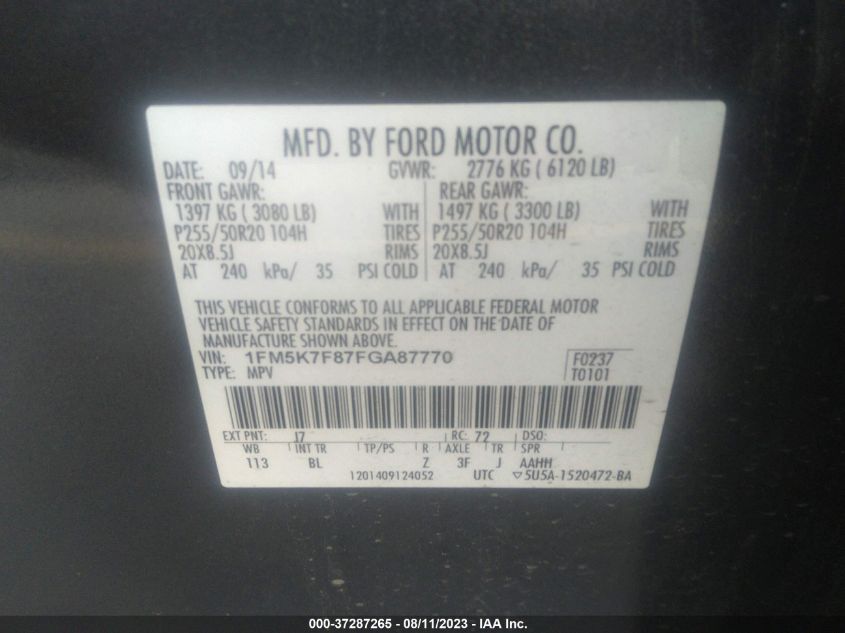 MFD. BY FORD MOTOR CO.
DATE: 09/14 GVWR: 2776 KG ( 6120 LB)
FRONT GAWR: REAR GAWR:
1397 KG ( 3080 LB) WITH 1497 KG ( 3300 LB) WITH
P255/50R20 104H TIRES P255/50R20 104H TIRES
20X8.5J RIMS 20X8.5J RIMS
AT 240 kPa/ 35 PSI COLD AT 240 kPa/ 35 PSI COLD
THIS VEHICLE CONFORMS TO ALL APPLICABLE FEDERAL MOTOR
VEHICLE SAFETY STANDARDS IN EFFECT ON THE DATE OF
MANUFACTURE SHOWN ABOVE.
VIN: 1FM5K7F87FGA87770 F0237
TYPE: MPV T0101
EXT PNT: J7 RC: 72 DSO:
WB INT TR TP/PS R AXLE TR SPR
113 BL Z 3F J AAHH
1201409124052 UTC ▽5U5A-1520472-BA
000-37287265 - 08/11/2023 - IAA Inc.